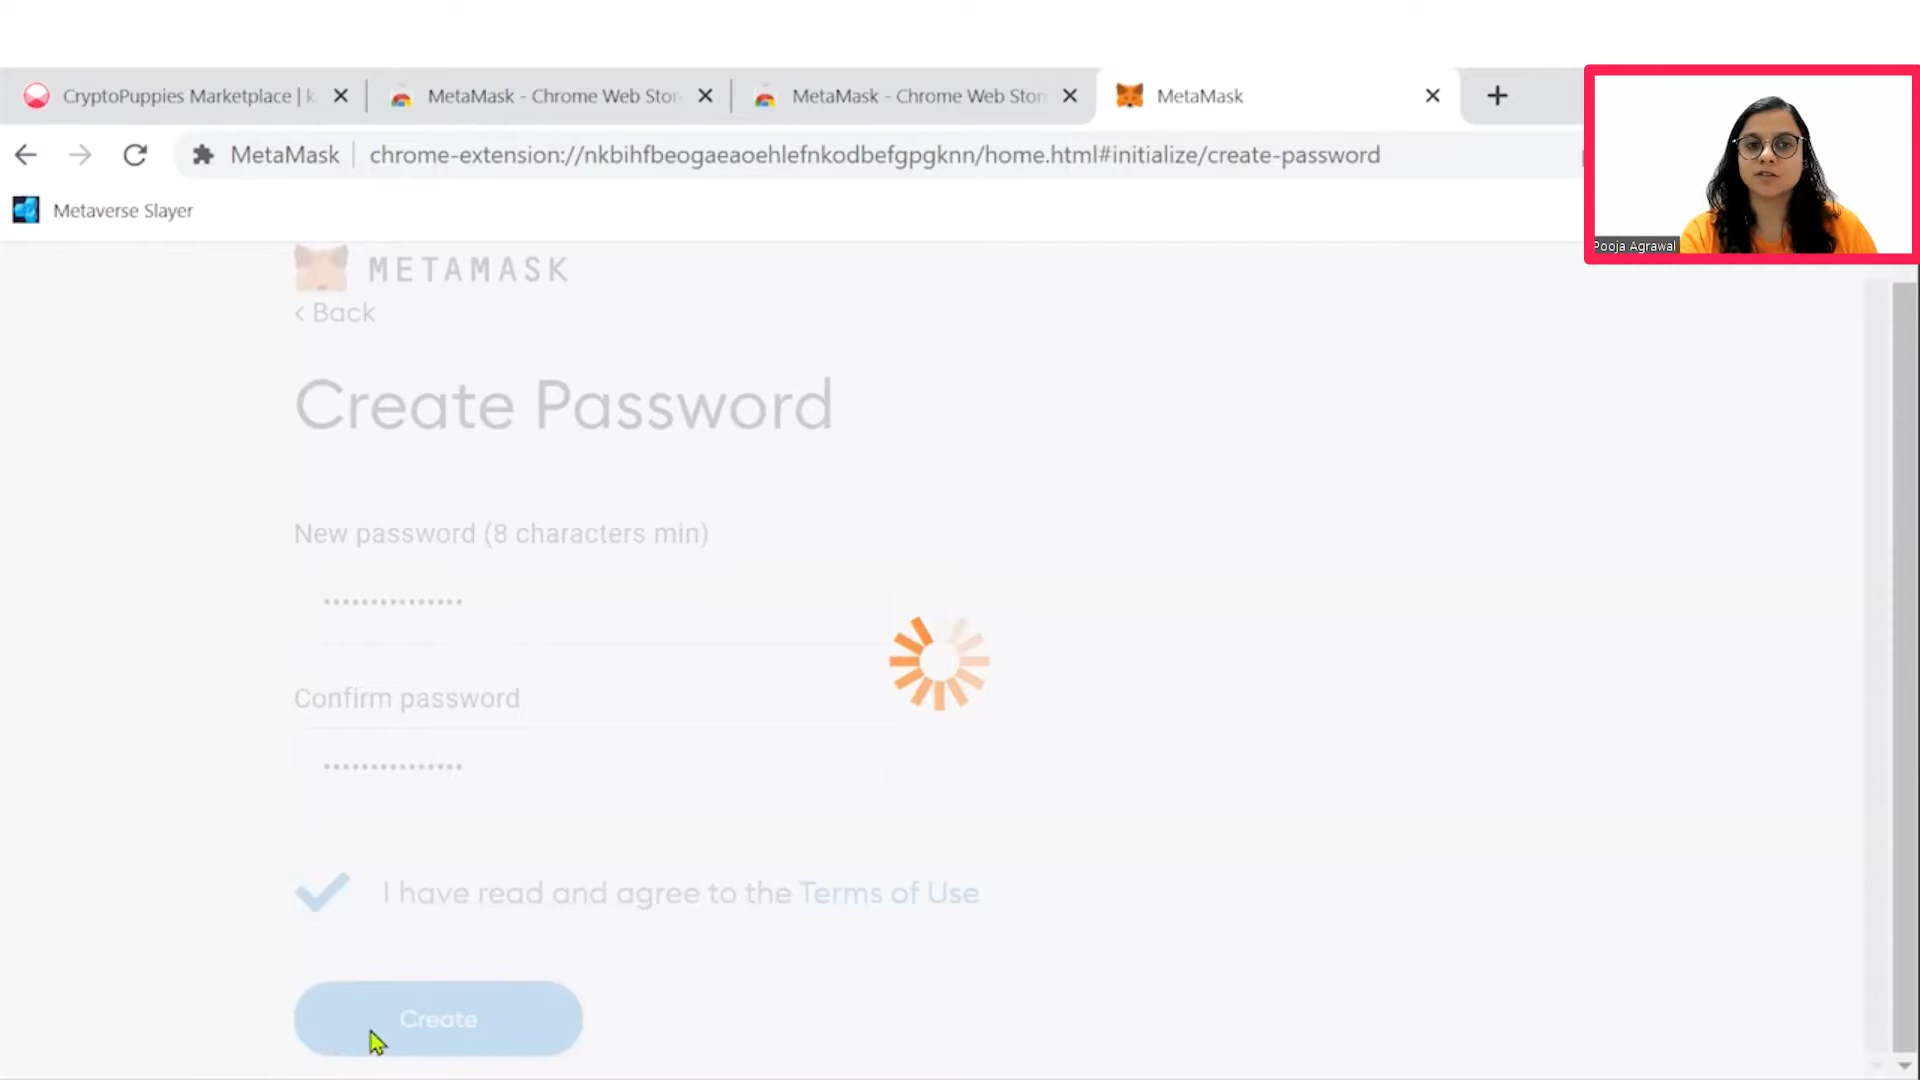 CryptoPuppies Marketplace | k
MetaMask - Chrome Web Stor
MetaMask - Chrome Web Stor
MetaMask
MetaMask
chrome-extension://nkbihfbeogaeaoehlefnkodbefgpgknn/home.html#initialize/create-password
Metaverse Slayer
Pooja Agrawal
METAMASK
< Back
Create Password
New password (8 characters min)
Confirm password
I have read and agree to the Terms of Use
Create